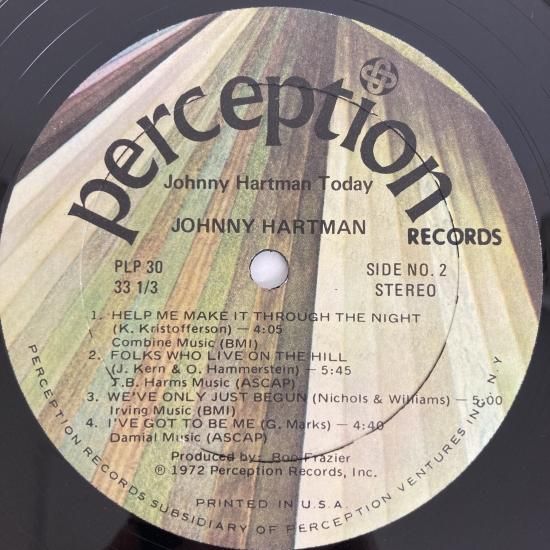 perception
RECORDS
Johnny Hartman Today
JOHNNY HARTMAN
PLP 30
33 1/3
SIDE NO. 2
STEREO
1. HELP ME MAKE IT THROUGH THE NIGHT
(K. Kristofferson) — 4:05
Combine Music (BMI)
2. FOLKS WHO LIVE ON THE HILL
(J. Kern & O. Hammerstein) — 5:45
T.B. Harms Music (ASCAP)
3. WE'VE ONLY JUST BEGUN (Nichols & Williams) — 5:00
Irving Music (BMI)
4. I'VE GOT TO BE ME (G. Marks) — 4:40
Damial Music (ASCAP)
Produced by: Bob Frazier
℗ 1972 Perception Records, Inc.
PRINTED IN U.S.A.
PERCEPTION RECORDS SUBSIDIARY OF PERCEPTION VENTURES INC., N.Y.